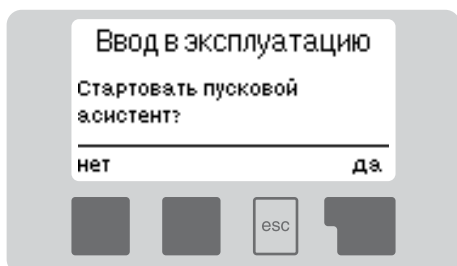 Ввод в эксплуатацию
Стартовать пусковой
асистент?
нет да
esc